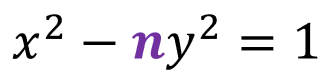 x² − ny² = 1